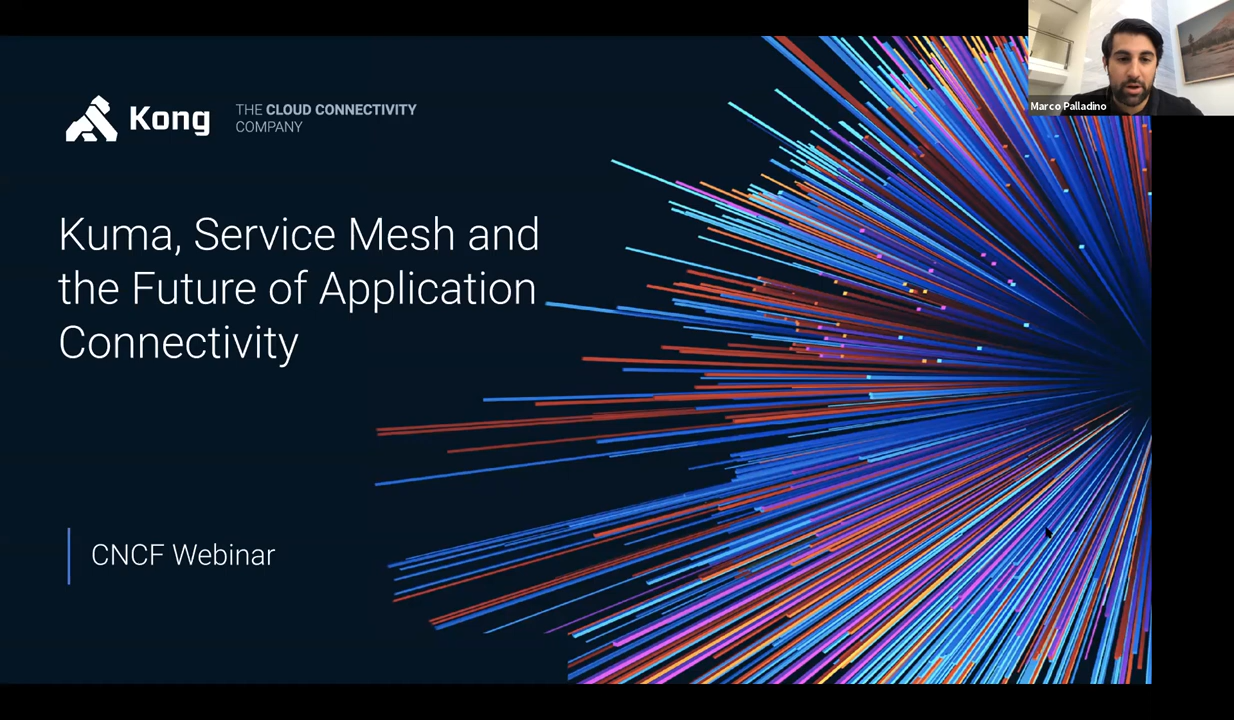 Kong
THE CLOUD CONNECTIVITY
COMPANY
Marco Palladino
Kuma, Service Mesh and
the Future of Application
Connectivity
CNCF Webinar